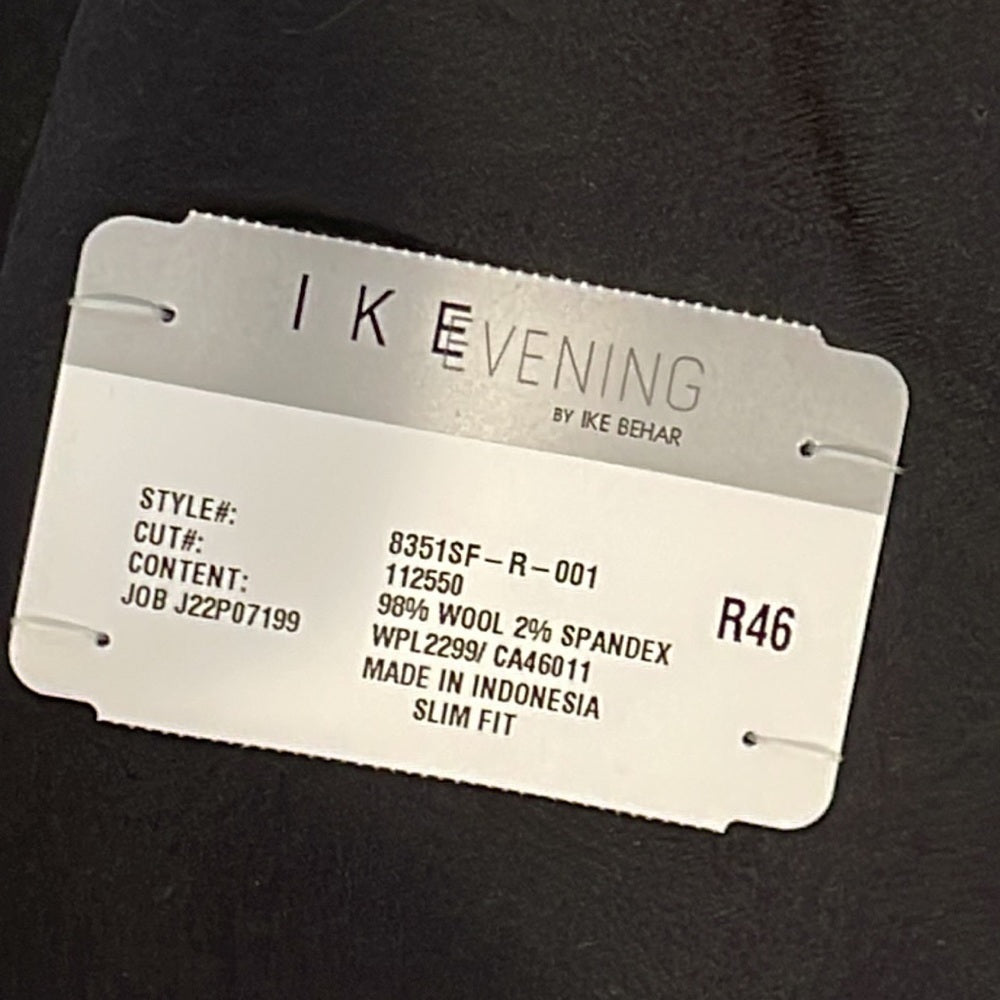 IKE EVENING
BY IKE BEHAR
STYLE#: 8351SF-R-001
CUT#: 112550
CONTENT: 98% WOOL 2% SPANDEX
JOB J22P07199 WPL2299/ CA46011
MADE IN INDONESIA
SLIM FIT
R46